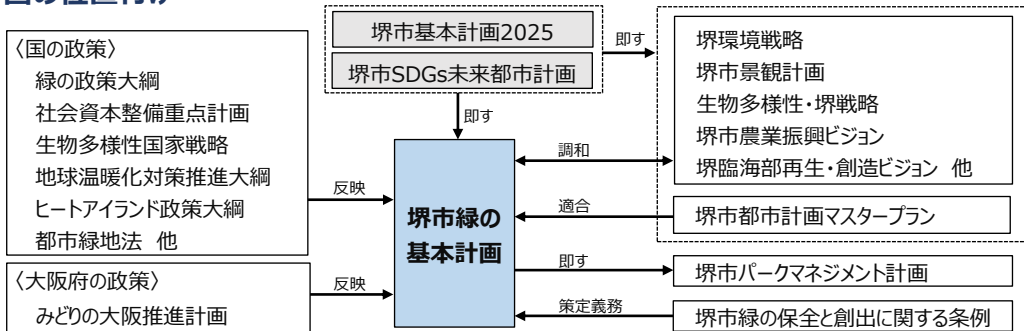 〈国の政策〉
緑の政策大綱
社会資本整備重点計画
生物多様性国家戦略
地球温暖化対策推進大綱
ヒートアイランド政策大綱
都市緑地法 他
〈大阪府の政策〉
みどりの大阪推進計画
反映
反映
堺市基本計画2025
堺市SDGs未来都市計画
即す
即す
堺市緑の
基本計画
調和
適合
即す
策定義務
堺環境戦略
堺市景観計画
生物多様性・堺戦略
堺市農業振興ビジョン
堺臨海部再生・創造ビジョン 他
堺市都市計画マスタープラン
堺市パークマネジメント計画
堺市緑の保全と創出に関する条例